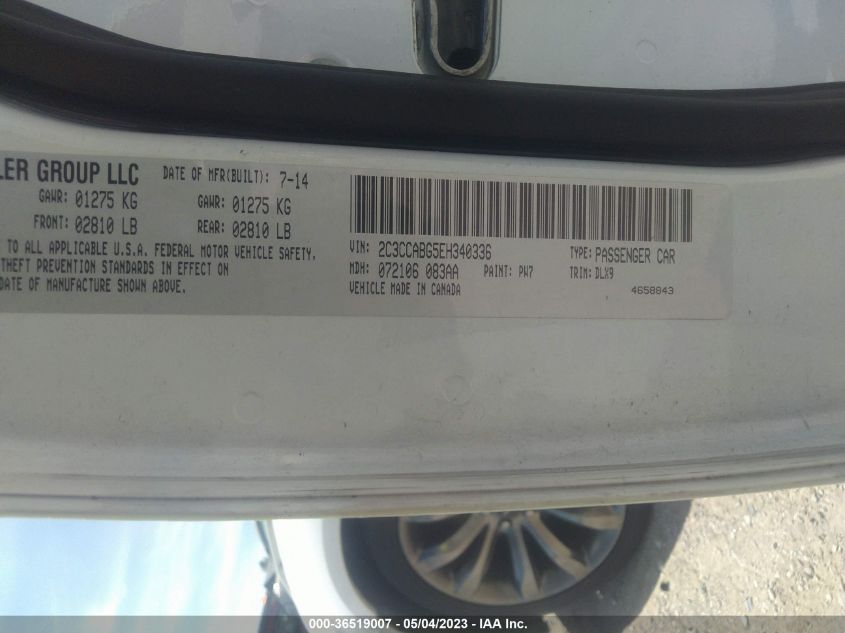 LER GROUP LLC DATE OF MFR(BUILT): 7-14
GAWR: 01275 KG GAWR: 01275 KG
FRONT: 02810 LB REAR: 02810 LB
TO ALL APPLICABLE U.S.A. FEDERAL MOTOR VEHICLE SAFETY,
THEFT PREVENTION STANDARDS IN EFFECT ON
DATE OF MANUFACTURE SHOWN ABOVE.
VIN: 2C3CCABG5EH340336 TYPE: PASSENGER CAR
MDH: 072106 083AA PAINT: PW7 TRIM: DLX9
VEHICLE MADE IN CANADA 4658843
000-36519007 - 05/04/2023 - IAA Inc.